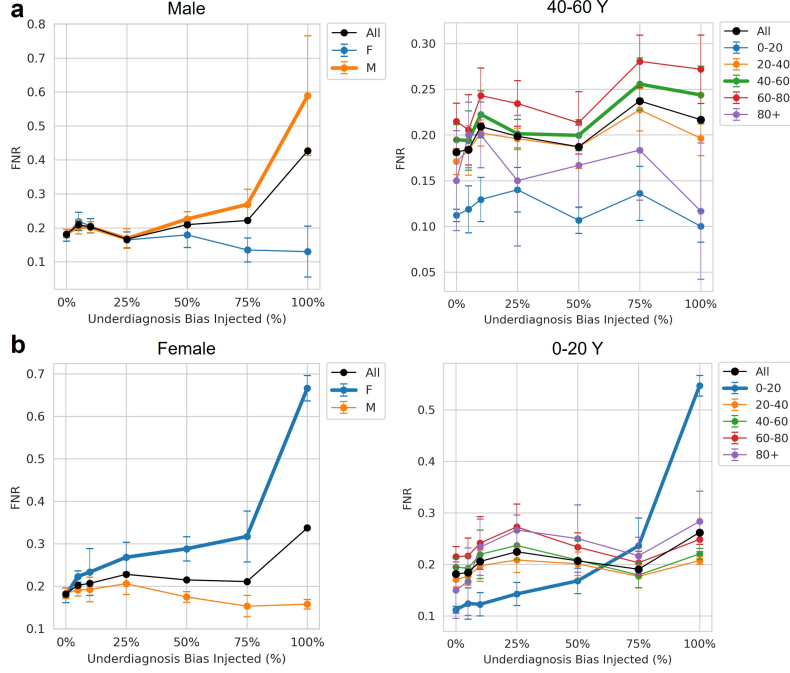 a
Male
0.8
0.7
0.6
0.5
0.4
0.3
0.2
0.1
FNR
0%
25%
50%
75%
100%
Underdiagnosis Bias Injected (%)
All
F
M
40-60 Y
0.30
0.25
0.20
0.15
0.10
0.05
FNR
0%
25%
50%
75%
100%
Underdiagnosis Bias Injected (%)
All
0-20
20-40
40-60
60-80
80+
b
Female
0.7
0.6
0.5
0.4
0.3
0.2
0.1
FNR
0%
25%
50%
75%
100%
Underdiagnosis Bias Injected (%)
All
F
M
0-20 Y
0.5
0.4
0.3
0.2
0.1
FNR
0%
25%
50%
75%
100%
Underdiagnosis Bias Injected (%)
All
0-20
20-40
40-60
60-80
80+